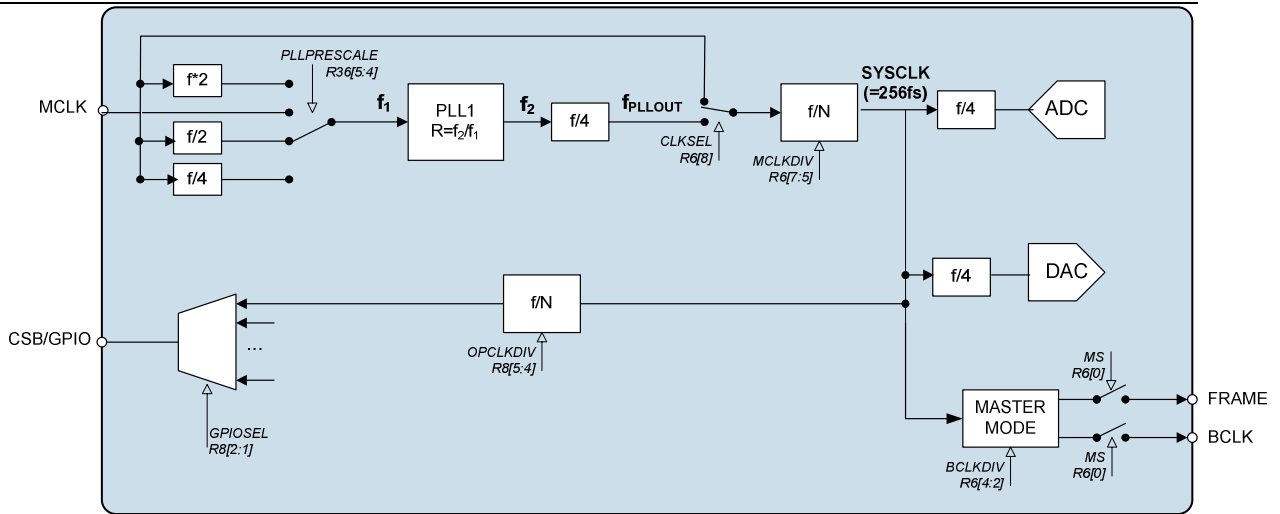 PLLPRESCALE
R36[5:4]
f*2
MCLK
f/2
f/4
f1
PLL1
R=f2/f1
f2
f/4
fPLLOUT
CLKSEL
R6[8]
f/N
MCLKDIV
R6[7:5]
SYSCLK
(=256fs)
f/4
ADC
f/4
DAC
f/N
OPCLKDIV
R8[5:4]
CSB/GPIO
...
GPIOSEL
R8[2:1]
MASTER
MODE
BCLKDIV
R6[4:2]
MS
R6[0]
FRAME
BCLK
MS
R6[0]